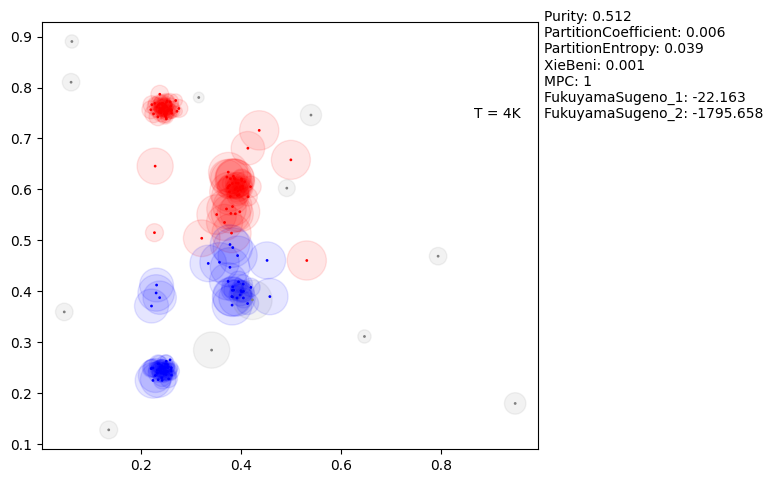 Purity: 0.512
PartitionCoefficient: 0.006
PartitionEntropy: 0.039
XieBeni: 0.001
MPC: 1
FukuyamaSugeno_1: -22.163
FukuyamaSugeno_2: -1795.658
T = 4K
0.9
0.8
0.7
0.6
0.5
0.4
0.3
0.2
0.1
0.2
0.4
0.6
0.8